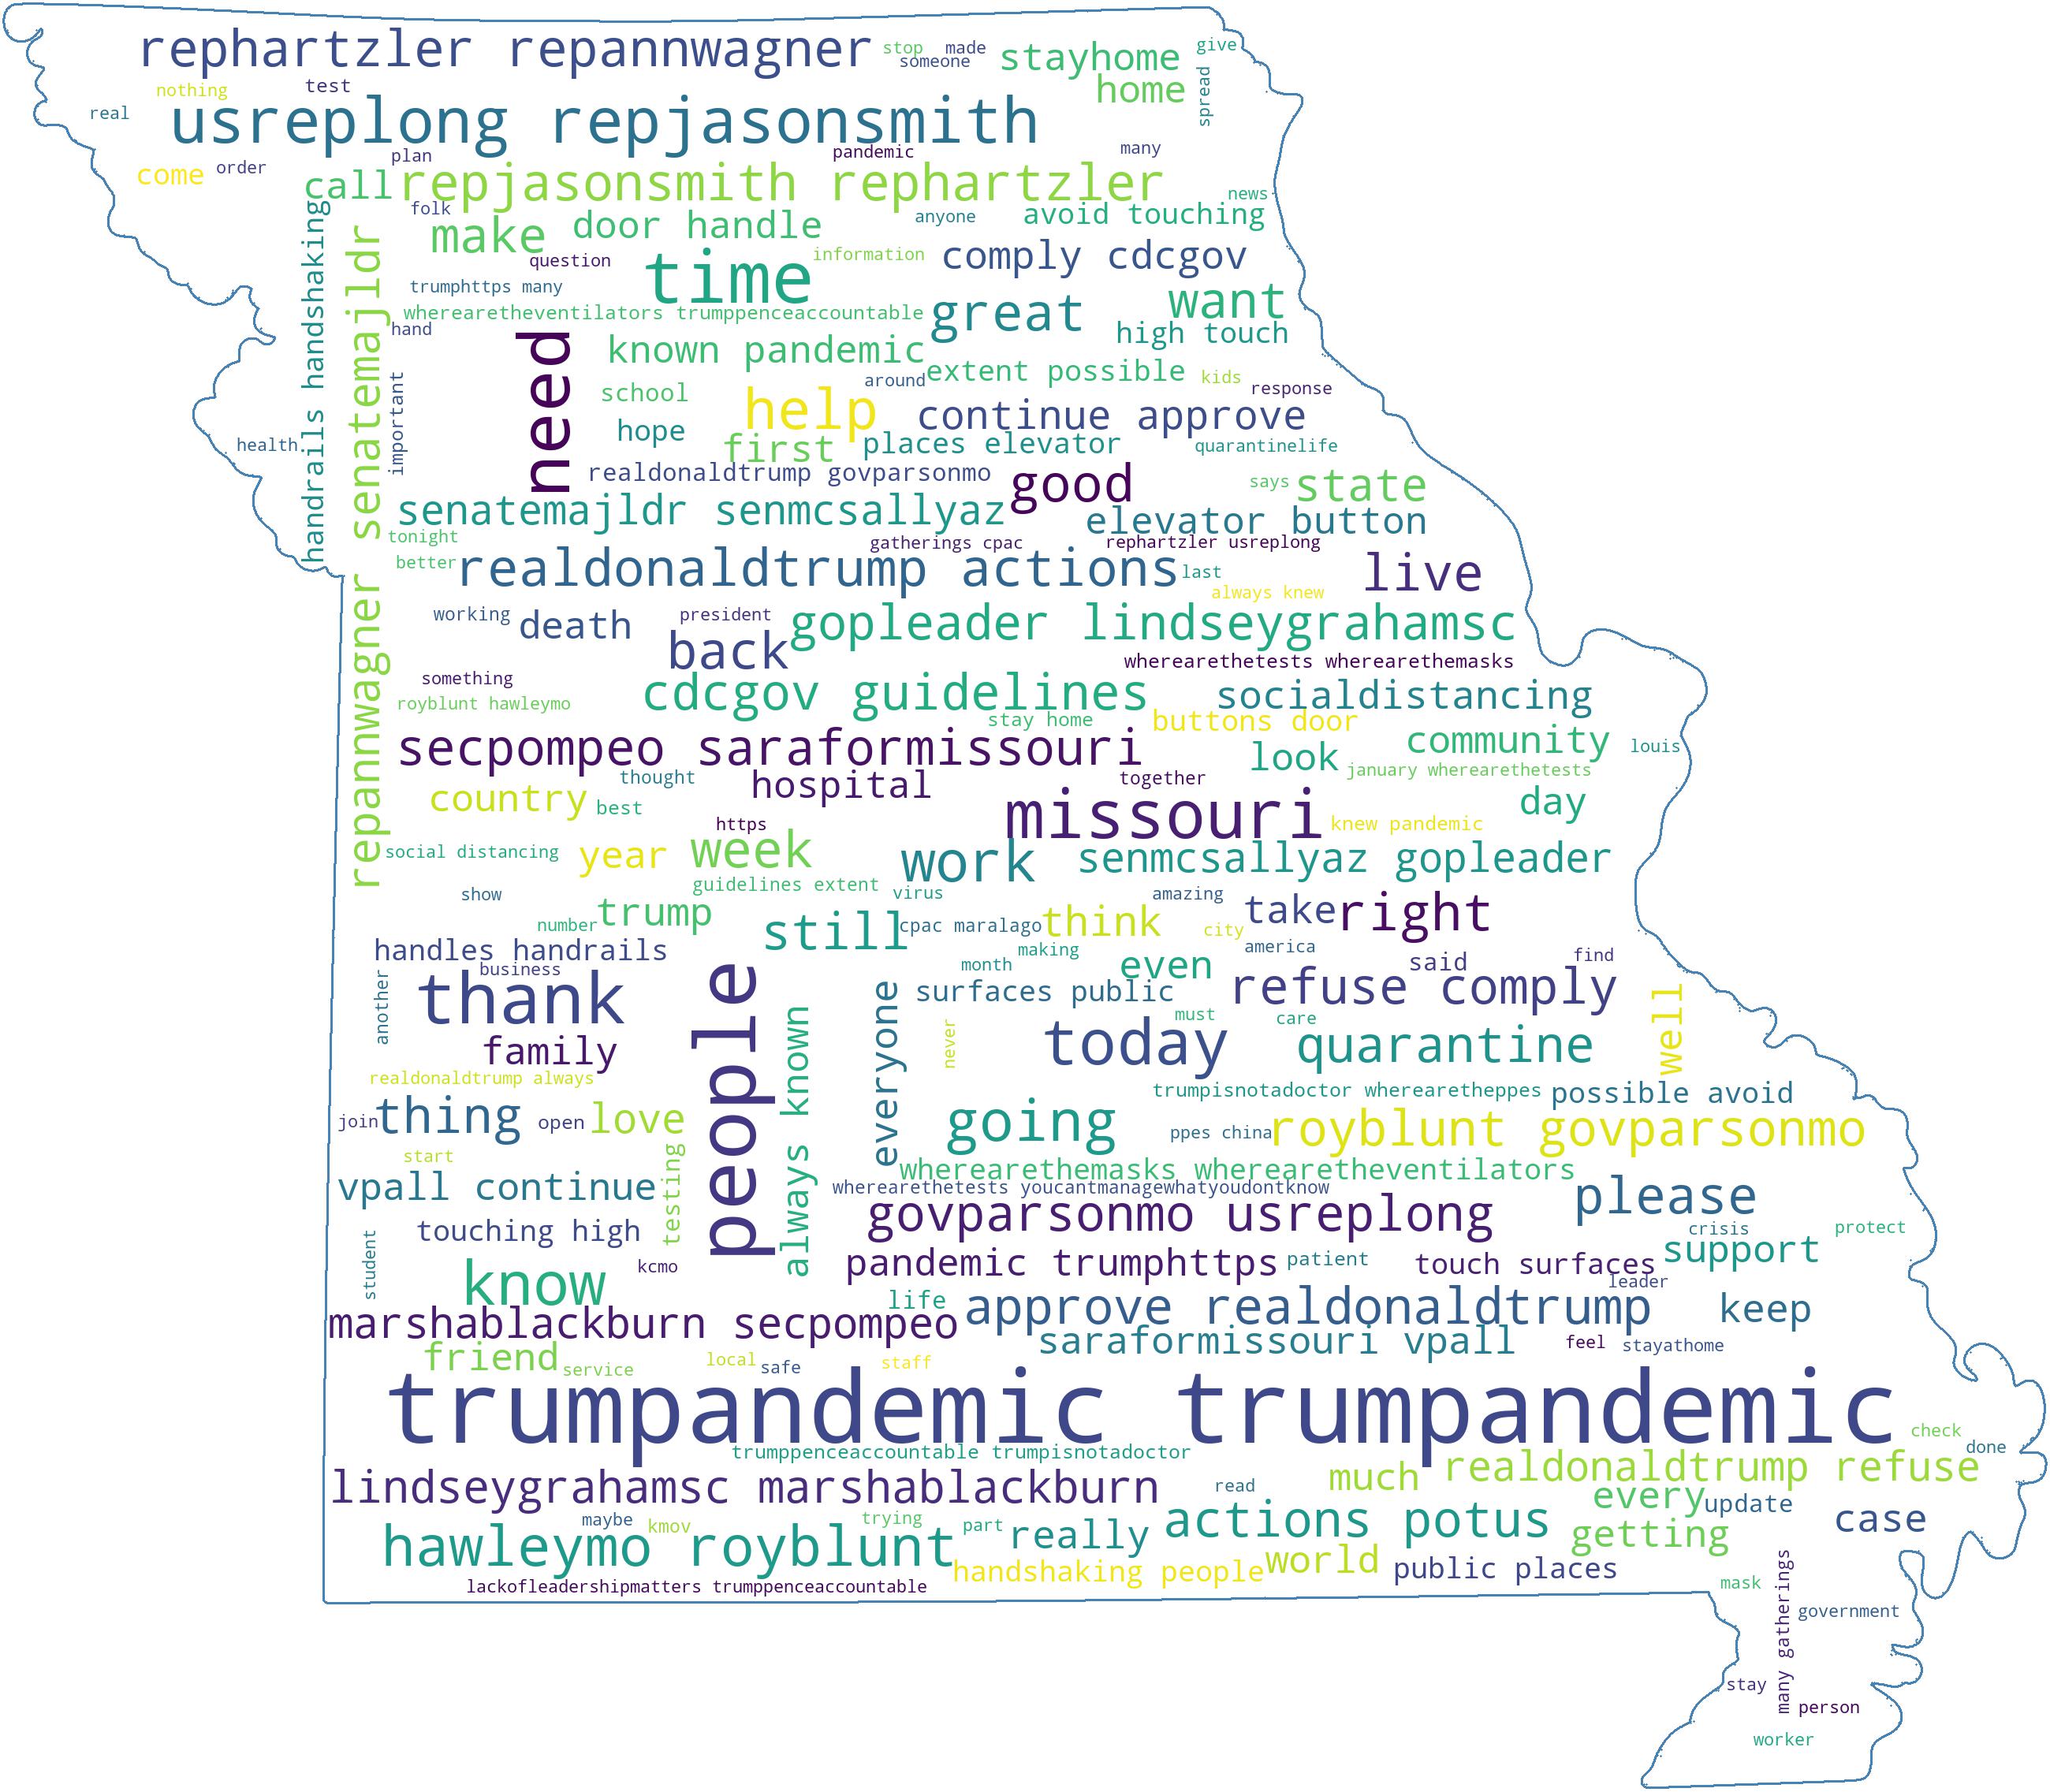 rephartzler repannwagner
stop
made
someone
stayhome
give
home
spread
nothing
test
real
usreplong repjasonsmith
come
order
plan
pandemic
many
call
repjasonsmith rephartzler
news
folk
make
door handle
anyone
avoid touching
handrails handshaking
repannwagner senatemajldr
question
time
information
comply cdcgov
trumphttps many
wherearetheventilators trumppenceaccountable
great
want
hand
need
known pandemic
high touch
important
school
around
extent possible
kids
response
help
continue approve
hope
first
places elevator
quarantinelife
health
realdonaldtrump govparsonmo
good
says
state
senatemajldr senmcsallyaz
elevator button
tonight
gatherings cpac
rephartzler usreplong
better
realdonaldtrump actions
last
live
always knew
working
death
president
gopleader lindseygrahamsc
back
wherearethetests wherearethemasks
something
royblunt hawleymo
cdcgov guidelines
socialdistancing
stay home
buttons door
secpompeo saraformissouri
community
louis
look
january wherearethetests
thought
hospital
together
country
best
missouri
day
https
knew pandemic
social distancing
year
week
work
senmcsallyaz gopleader
guidelines extent
virus
show
amazing
number
trump
still
cpac maralago
think
city
take
right
handles handrails
business
making
america
month
even
said
find
another
thank
people
always known
everyone
surfaces public
refuse comply
well
never
today
must
care
quarantine
family
realdonaldtrump always
trumpisnotadoctor wherearetheppes
possible avoid
join
thing
open
love
going
ppes china
royblunt govparsonmo
start
testing
wherearethemasks wherearetheventilators
vpall continue
wherearethetests youcantmanagewhatyoudontknow
please
govparsonmo usreplong
touching high
crisis
protect
student
kcmo
pandemic trumphttps
patient
touch surfaces
support
know
leader
life
approve realdonaldtrump
keep
marshablackburn secpompeo
saraformissouri vpall
feel
stayathome
friend
service
local
safe
staff
trumpandemic trumpandemic
trumppenceaccountable trumpisnotadoctor
check
done
lindseygrahamsc marshablackburn
read
much
realdonaldtrump refuse
every
update
maybe
kmov
trying
part
really
actions potus
getting
case
hawleymo royblunt
handshaking people
world
public places
lackofleadershipmatters trumppenceaccountable
mask
many gatherings
government
stay
person
worker